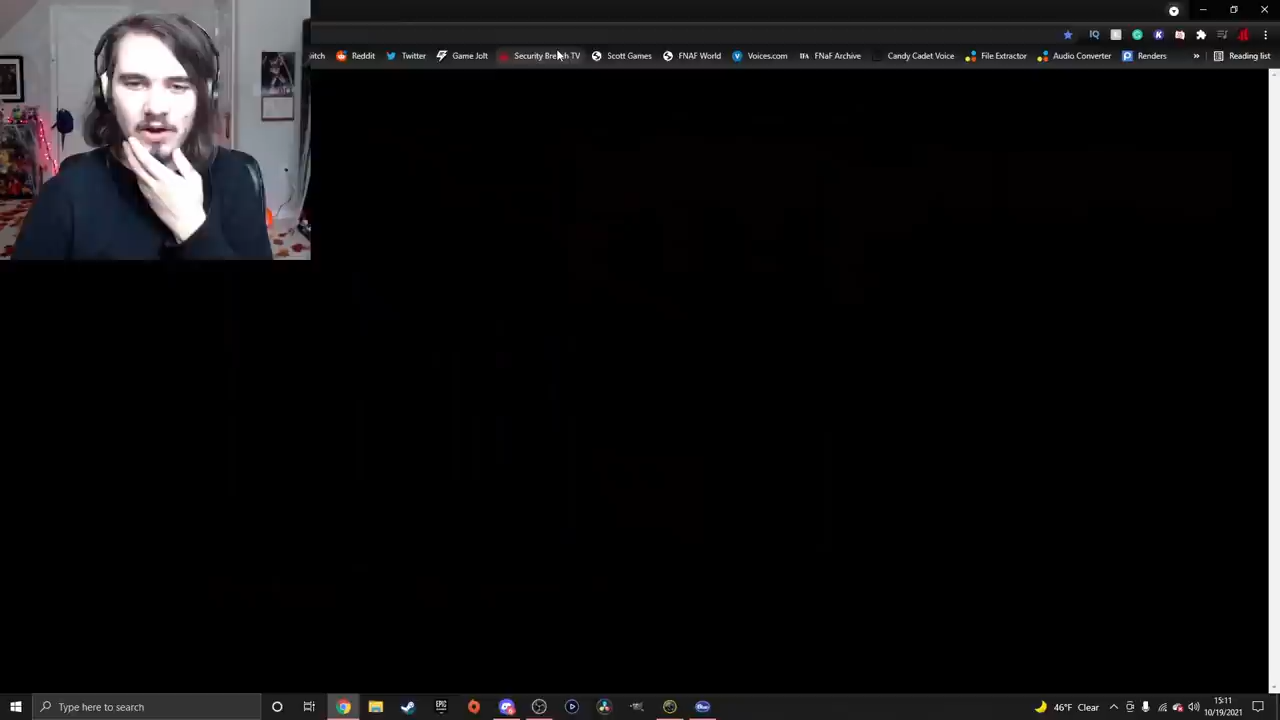 itch Reddit Twitter Game Jolt Security Breach TV Scott Games FNAF World Voices.com FNaF Archive Candy Cadet Voice File Extractor Audio Converter Renders » Reading list
Type here to search
EPIC
46°F Clear
15:11
10/19/2021